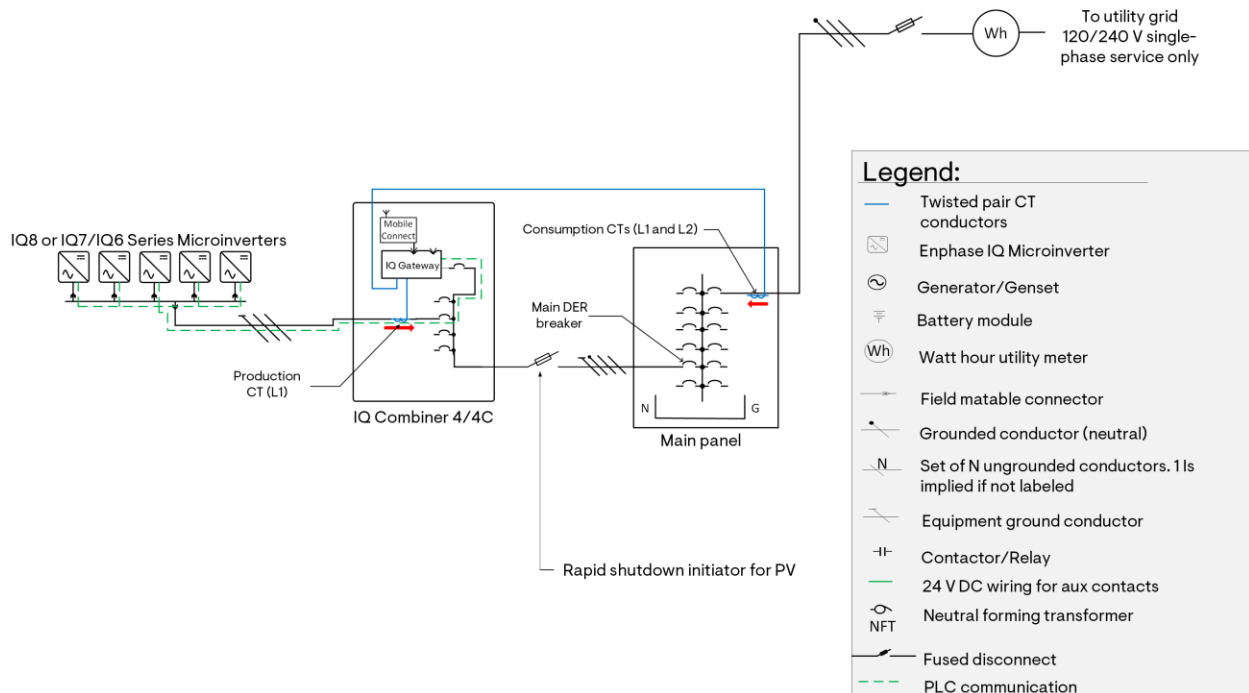 To utility grid
120/240 V single-
phase service only
Wh
Legend:
Twisted pair CT
conductors
Enphase IQ Microinverter
Generator/Genset
Battery module
Wh
Watt hour utility meter
Field matable connector
Grounded conductor (neutral)
N
Set of N ungrounded conductors. 1 Is
implied if not labeled
Equipment ground conductor
Contactor/Relay
24 V DC wiring for aux contacts
Neutral forming transformer
NFT
Fused disconnect
PLC communication
IQ8 or IQ7/IQ6 Series Microinverters
Mobile
Connect
IQ Gateway
Production
CT (L1)
IQ Combiner 4/4C
Consumption CTs (L1 and L2)
Main DER
breaker
N
G
Main panel
Rapid shutdown initiator for PV